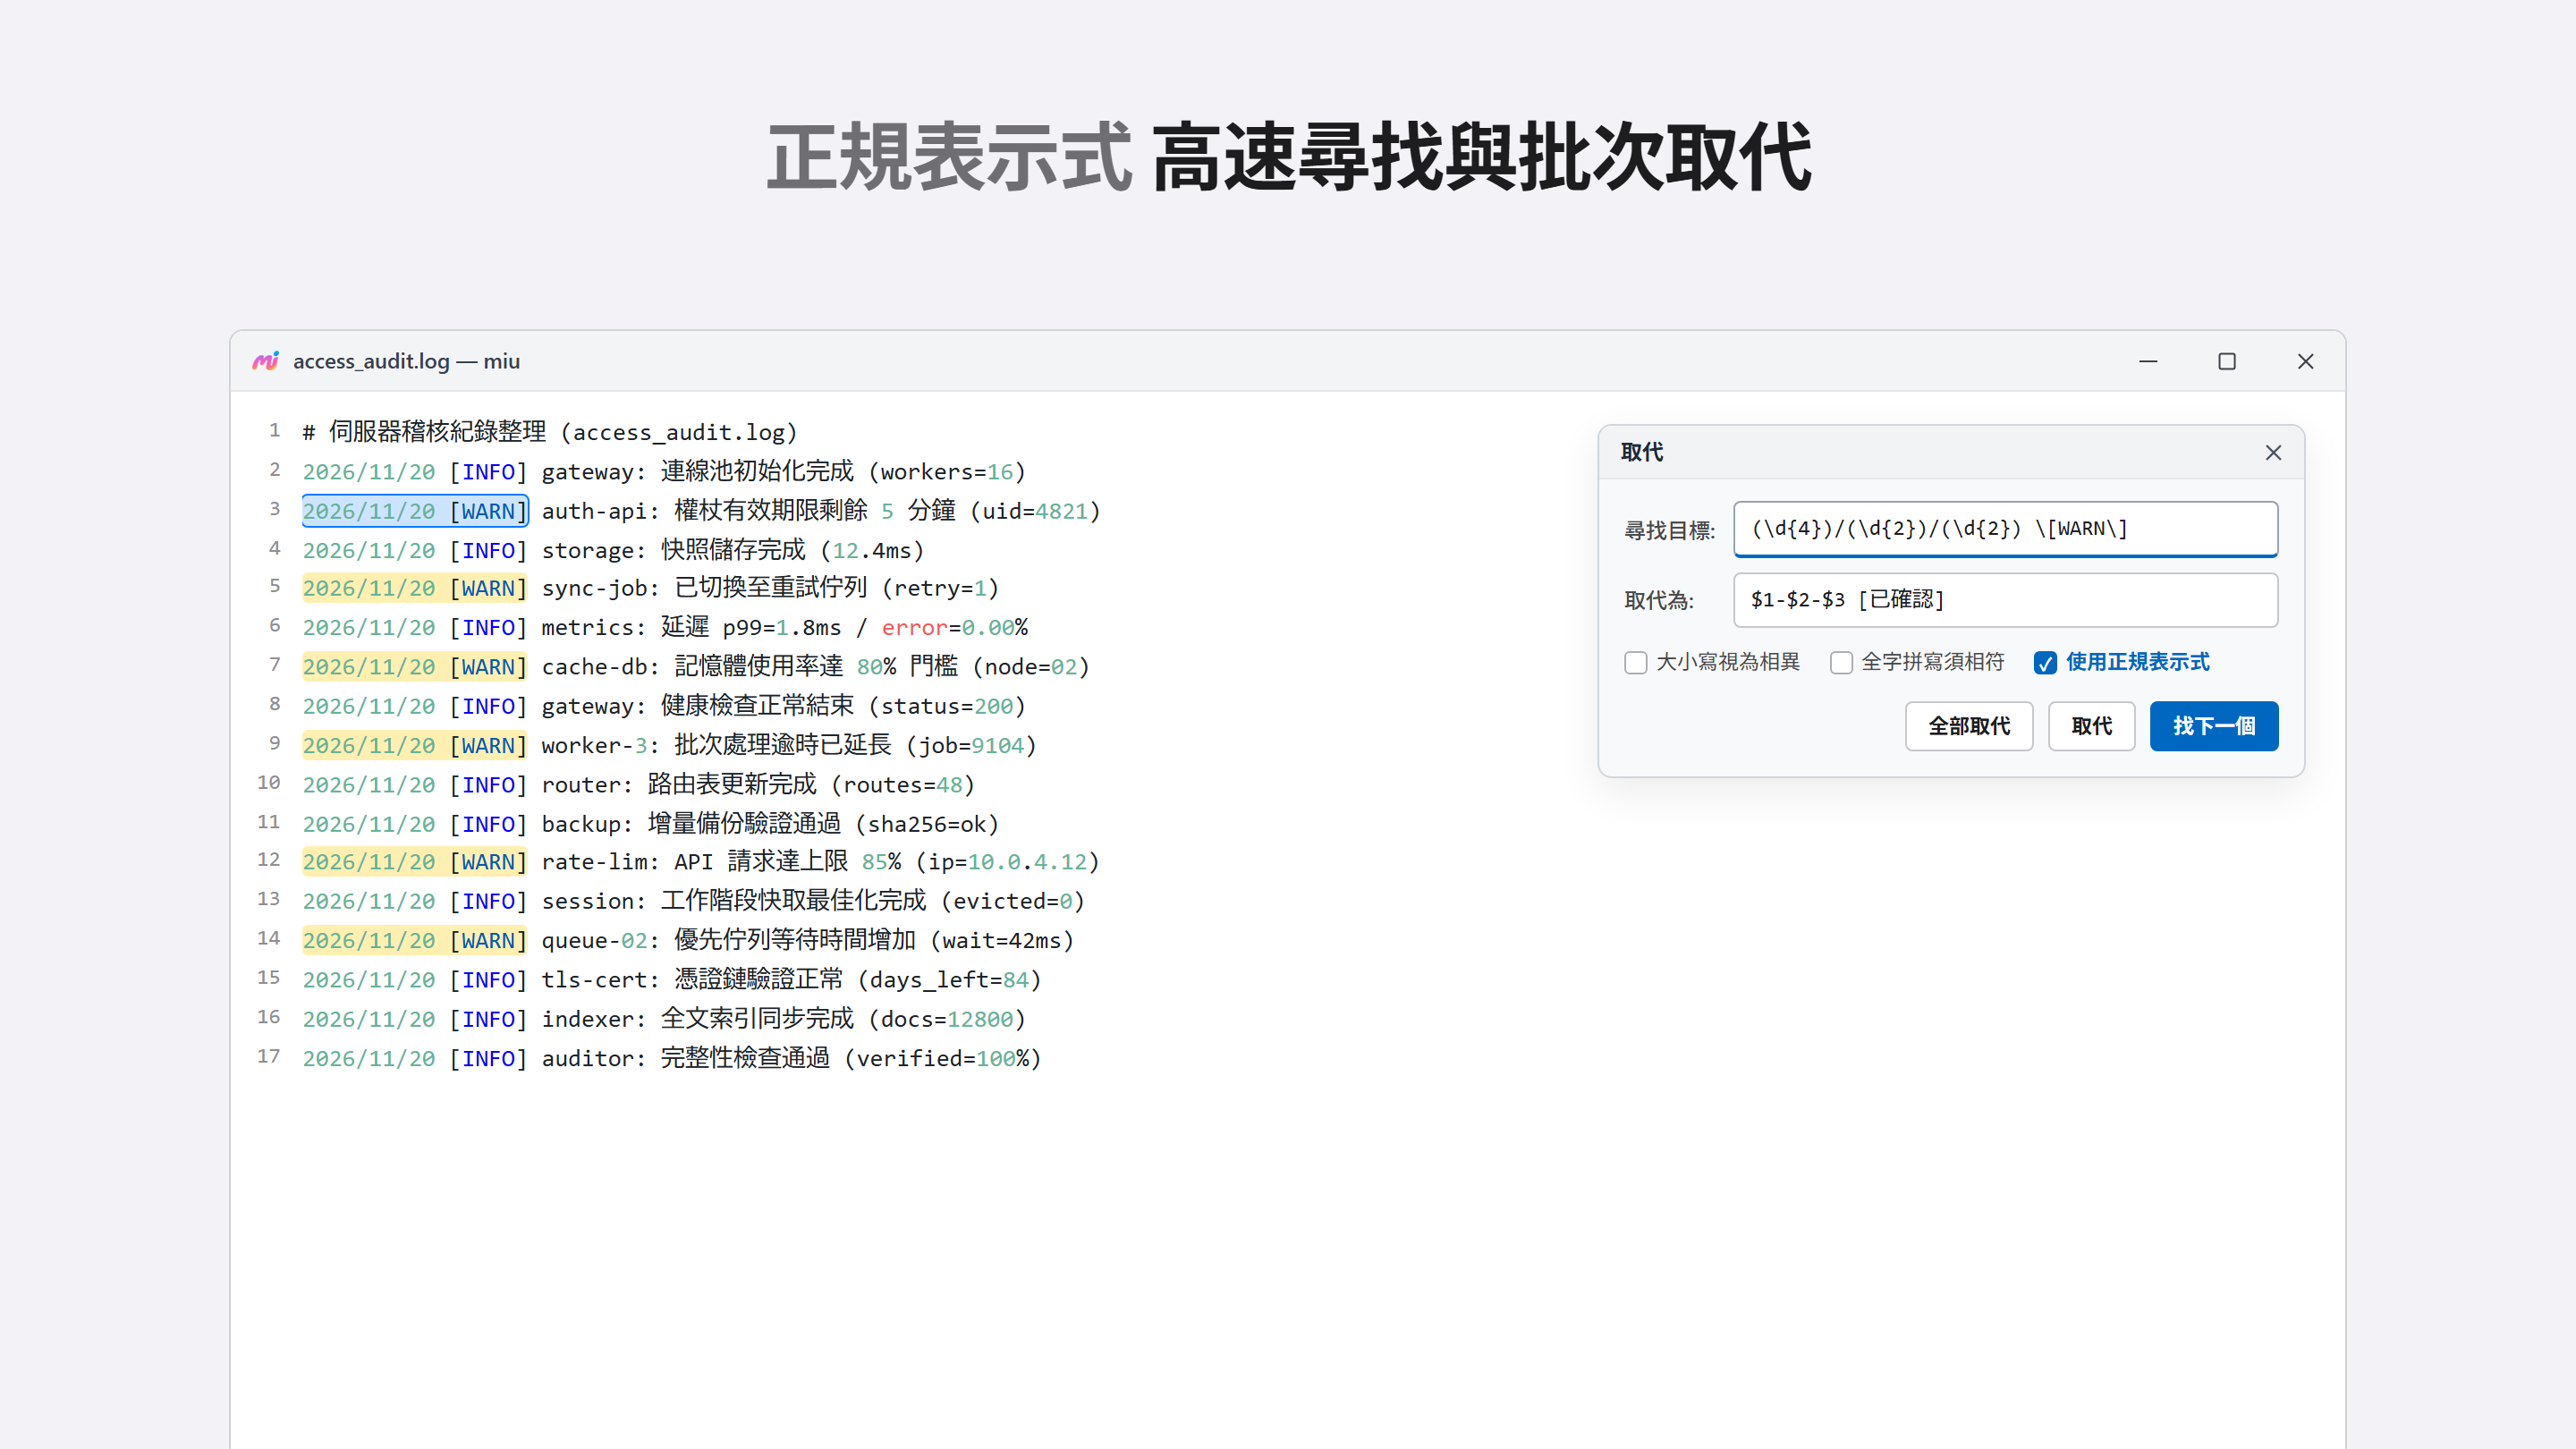 正規表示式 高速尋找與批次取代
access_audit.log — miu
1 # 伺服器稽核紀錄整理 (access_audit.log)
2 2026/11/20 [INFO] gateway: 連線池初始化完成 (workers=16)
3 2026/11/20 [WARN] auth-api: 權杖有效期限剩餘 5 分鐘 (uid=4821)
4 2026/11/20 [INFO] storage: 快照儲存完成 (12.4ms)
5 2026/11/20 [WARN] sync-job: 已切換至重試佇列 (retry=1)
6 2026/11/20 [INFO] metrics: 延遲 p99=1.8ms / error=0.00%
7 2026/11/20 [WARN] cache-db: 記憶體使用率達 80% 門檻 (node=02)
8 2026/11/20 [INFO] gateway: 健康檢查正常結束 (status=200)
9 2026/11/20 [WARN] worker-3: 批次處理逾時已延長 (job=9104)
10 2026/11/20 [INFO] router: 路由表更新完成 (routes=48)
11 2026/11/20 [INFO] backup: 增量備份驗證通過 (sha256=ok)
12 2026/11/20 [WARN] rate-lim: API 請求達上限 85% (ip=10.0.4.12)
13 2026/11/20 [INFO] session: 工作階段快取最佳化完成 (evicted=0)
14 2026/11/20 [WARN] queue-02: 優先佇列等待時間增加 (wait=42ms)
15 2026/11/20 [INFO] tls-cert: 憑證鏈驗證正常 (days_left=84)
16 2026/11/20 [INFO] indexer: 全文索引同步完成 (docs=12800)
17 2026/11/20 [INFO] auditor: 完整性檢查通過 (verified=100%)
取代
尋找目標: (\d{4})/(\d{2})/(\d{2}) \[WARN\]
取代為: $1-$2-$3 [已確認]
大小寫視為相異 全字拼寫須相符 使用正規表示式
全部取代 取代 找下一個